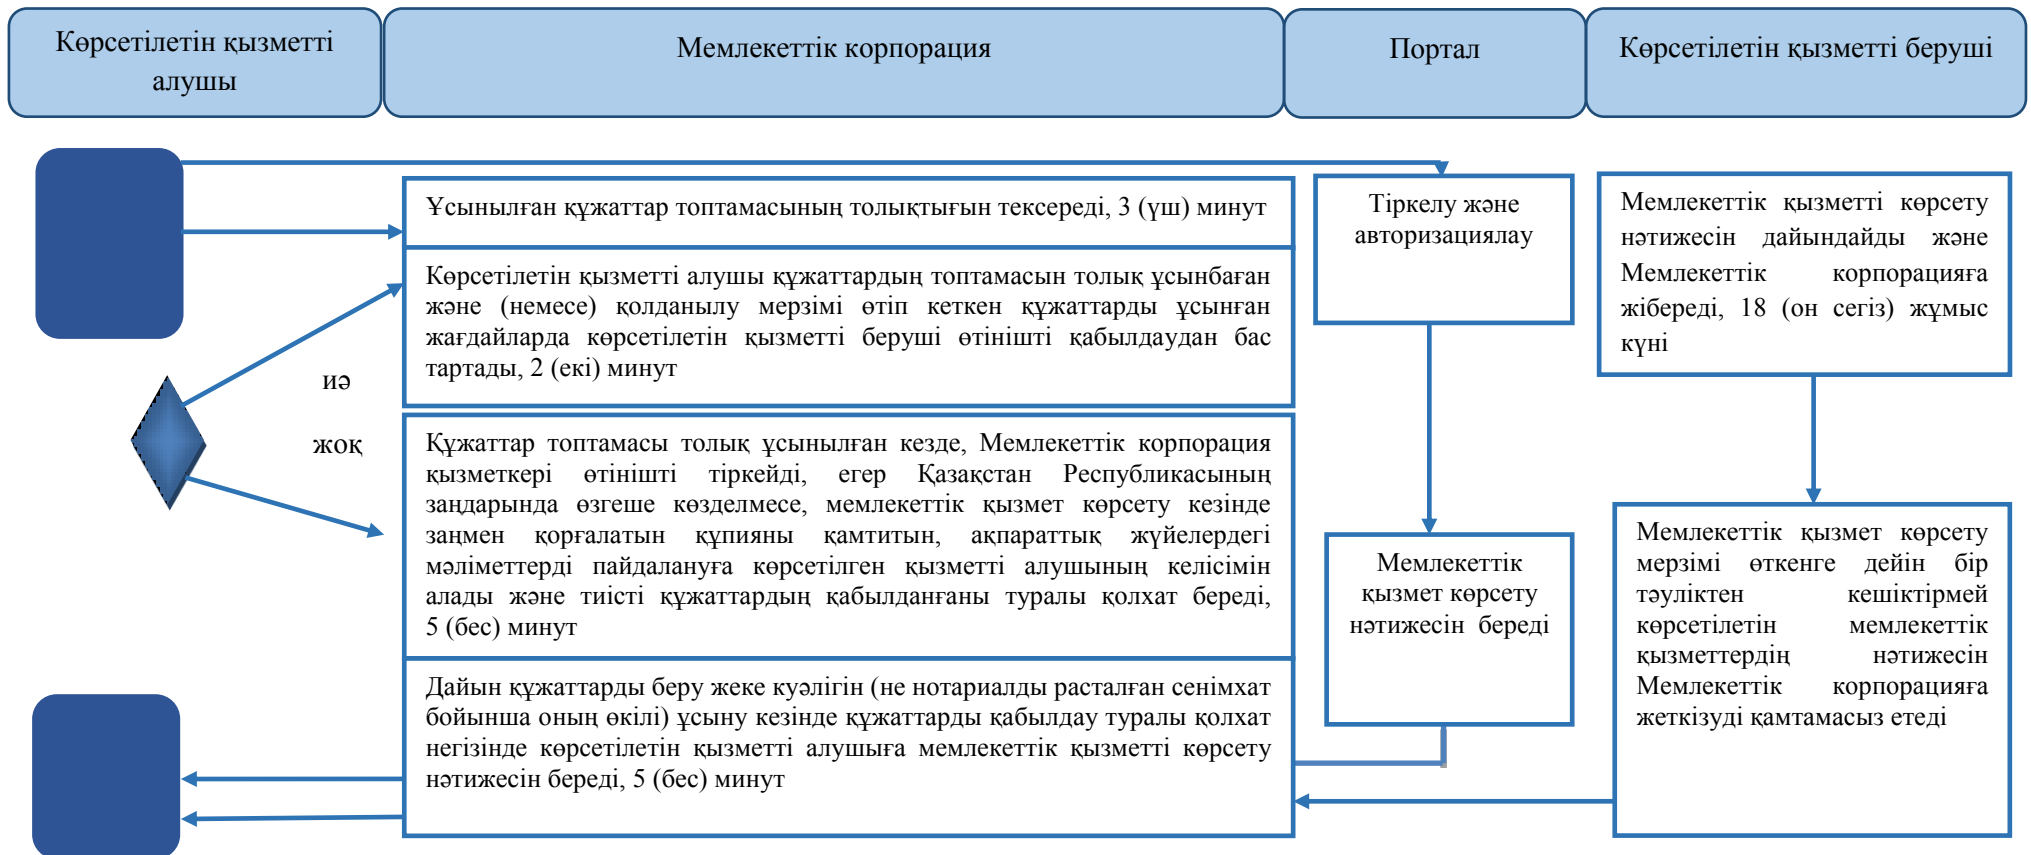 Көрсетілетін қызметті
алушы
Мемлекеттік корпорация
Портал
Көрсетілетін қызметті беруші
Ұсынылған құжаттар топтамасының толықтығын тексереді, 3 (үш) минут
Көрсетілетін қызметті алушы құжаттардың топтамасын толық ұсынбаған
және (немесе) қолданылу мерзімі өтіп кеткен құжаттарды ұсынған
жағдайларда көрсетілетін қызметті беруші өтінішті қабылдаудан бас
тартады, 2 (екі) минут
иә
жоқ
Құжаттар топтамасы толық ұсынылған кезде, Мемлекеттік корпорация
қызметкері өтінішті тіркейді, егер Қазақстан Республикасының
заңдарында өзгеше көзделмесе, мемлекеттік қызмет көрсету кезінде
заңмен қорғалатын құпияны қамтитын, ақпараттық жүйелердегі
мәліметтерді пайдалануға көрсетілген қызметті алушының келісімін
алады және тиісті құжаттардың қабылданғаны туралы қолхат береді,
5 (бес) минут
Дайын құжаттарды беру жеке куәлігін (не нотариалды расталған сенімхат
бойынша оның өкілі) ұсыну кезінде құжаттарды қабылдау туралы қолхат
негізінде көрсетілетін қызметті алушыға мемлекеттік қызметті көрсету
нәтижесін береді, 5 (бес) минут
Тіркелу және
авторизациялау
Мемлекеттік
қызмет көрсету
нәтижесін береді
Мемлекеттік қызметті көрсету
нәтижесін дайындайды және
Мемлекеттік корпорацияға
жібереді, 18 (он сегіз) жұмыс
күні
Мемлекеттік қызмет көрсету
мерзімі өткенге дейін бір
тәуліктен кешіктірмей
көрсетілетін мемлекеттік
қызметтердің нәтижесін
Мемлекеттік корпорацияға
жеткізуді қамтамасыз етеді